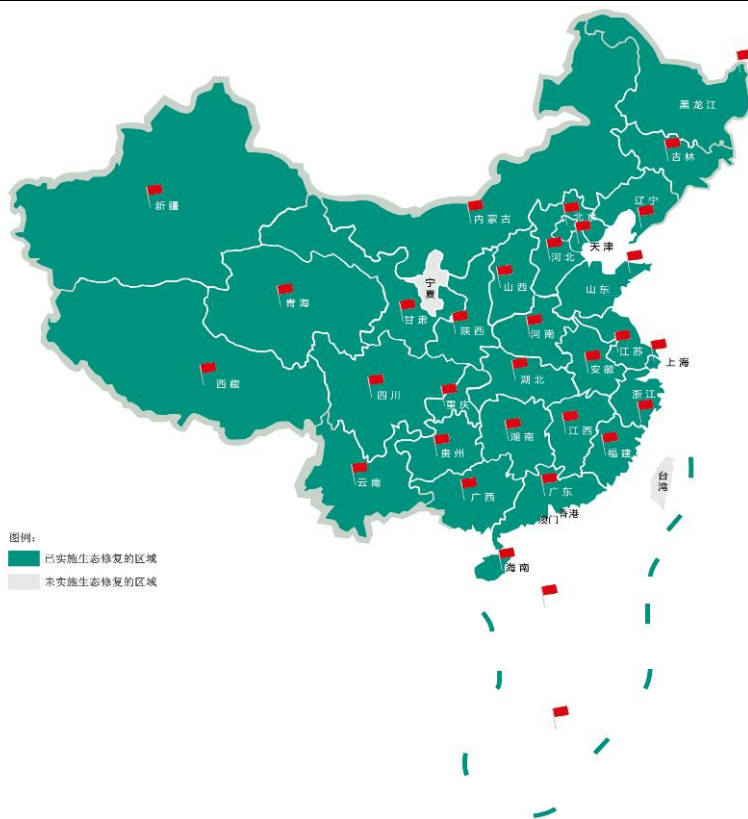 黑龙江
吉林
辽宁
新疆
内蒙古
北京
天津
河北
宁夏
山西
山东
青海
甘肃
陕西
河南
江苏
上海
安徽
西藏
四川
重庆
湖北
浙江
湖南
江西
贵州
福建
云南
广西
广东
台湾
香港
澳门
海南
图例：
已实施生态修复的区域
未实施生态修复的区域